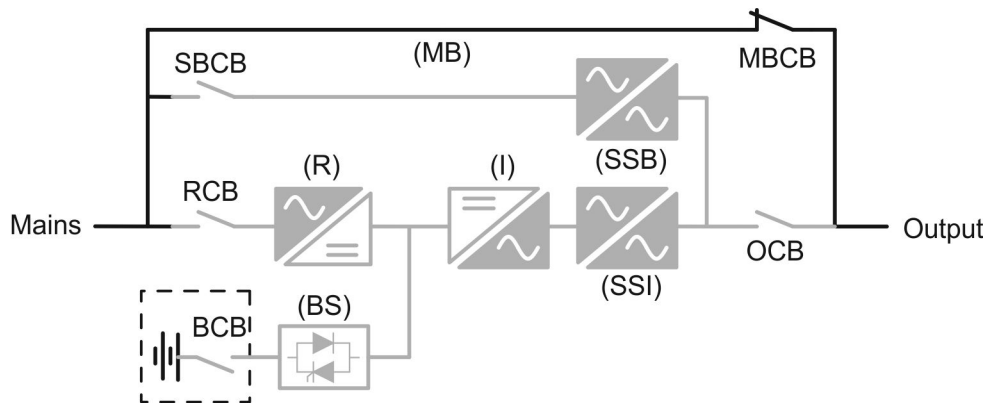 (MB)
MBCB
SBCB
(SSB)
(R)
(I)
RCB
Mains
Output
OCB
(SSI)
(BS)
BCB